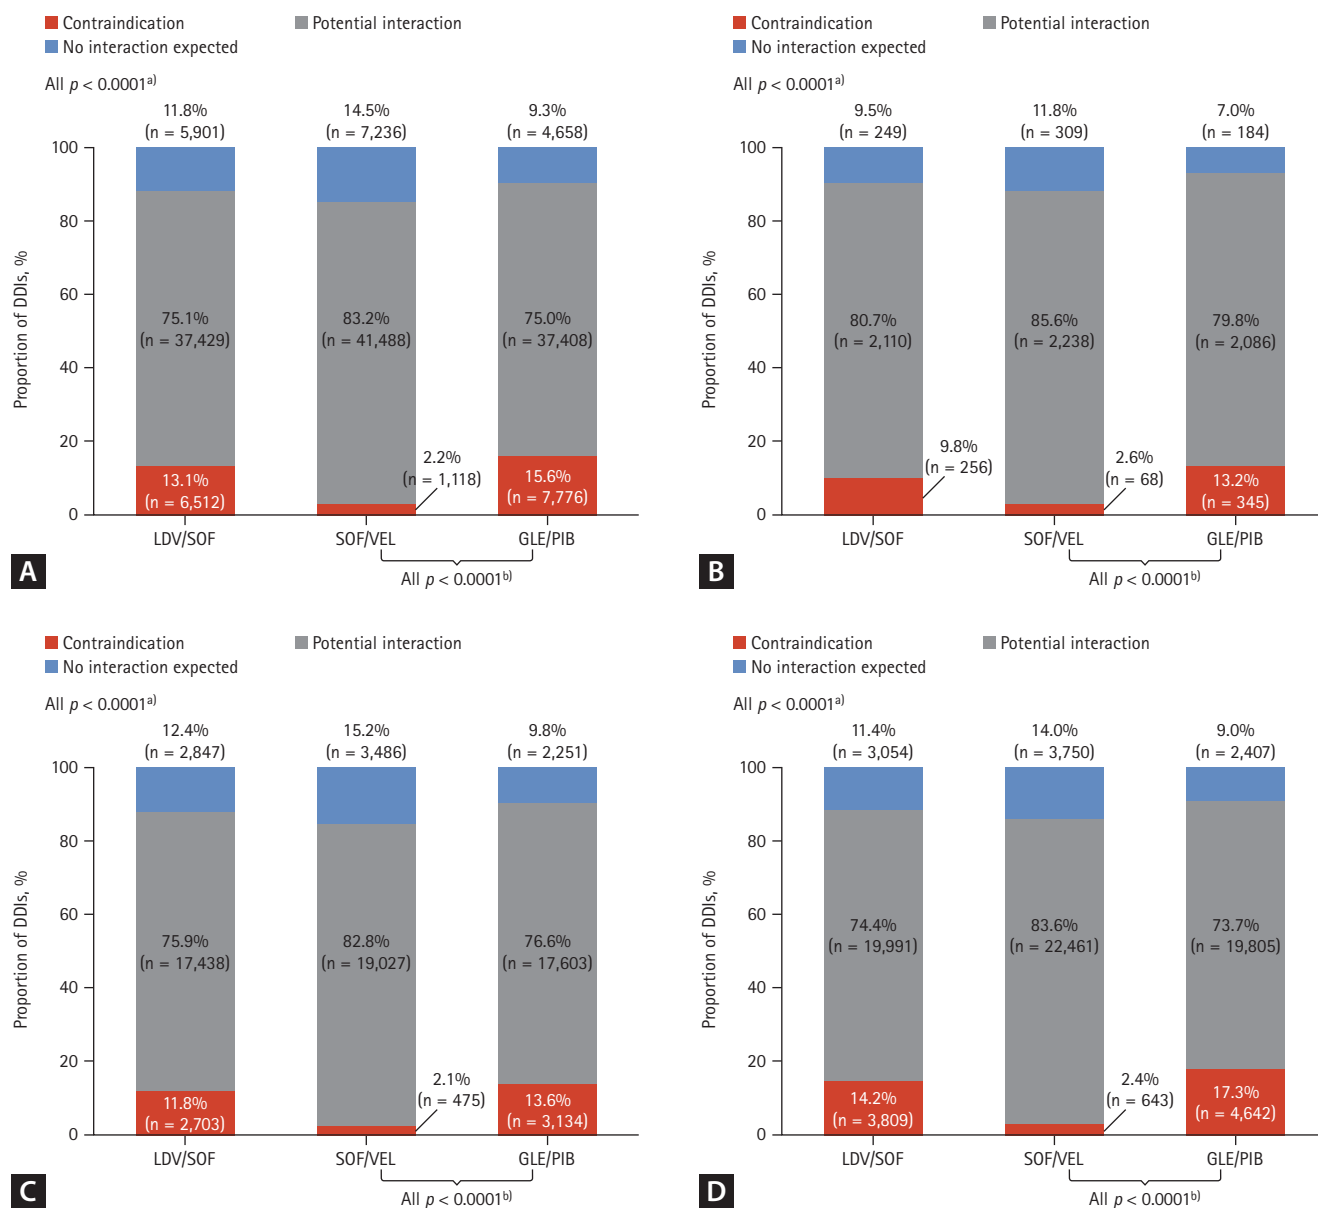 Contraindication
Potential interaction
No interaction expected
All p < 0.0001a)
11.8%
(n = 5,901)
14.5%
(n = 7,236)
9.3%
(n = 4,658)
Proportion of DDIs, %
100
80
60
40
20
0
75.1%
(n = 37,429)
83.2%
(n = 41,488)
75.0%
(n = 37,408)
13.1%
(n = 6,512)
2.2%
(n = 1,118)
15.6%
(n = 7,776)
LDV/SOF
SOF/VEL
GLE/PIB
All p < 0.0001b)
A
Contraindication
Potential interaction
No interaction expected
All p < 0.0001a)
9.5%
(n = 249)
11.8%
(n = 309)
7.0%
(n = 184)
Proportion of DDIs, %
100
80
60
40
20
0
80.7%
(n = 2,110)
85.6%
(n = 2,238)
79.8%
(n = 2,086)
9.8%
(n = 256)
2.6%
(n = 68)
13.2%
(n = 345)
LDV/SOF
SOF/VEL
GLE/PIB
All p < 0.0001b)
B
Contraindication
Potential interaction
No interaction expected
All p < 0.0001a)
12.4%
(n = 2,847)
15.2%
(n = 3,486)
9.8%
(n = 2,251)
Proportion of DDIs, %
100
80
60
40
20
0
75.9%
(n = 17,438)
82.8%
(n = 19,027)
76.6%
(n = 17,603)
11.8%
(n = 2,703)
2.1%
(n = 475)
13.6%
(n = 3,134)
LDV/SOF
SOF/VEL
GLE/PIB
All p < 0.0001b)
C
Contraindication
Potential interaction
No interaction expected
All p < 0.0001a)
11.4%
(n = 3,054)
14.0%
(n = 3,750)
9.0%
(n = 2,407)
Proportion of DDIs, %
100
80
60
40
20
0
74.4%
(n = 19,991)
83.6%
(n = 22,461)
73.7%
(n = 19,805)
14.2%
(n = 3,809)
2.4%
(n = 643)
17.3%
(n = 4,642)
LDV/SOF
SOF/VEL
GLE/PIB
All p < 0.0001b)
D